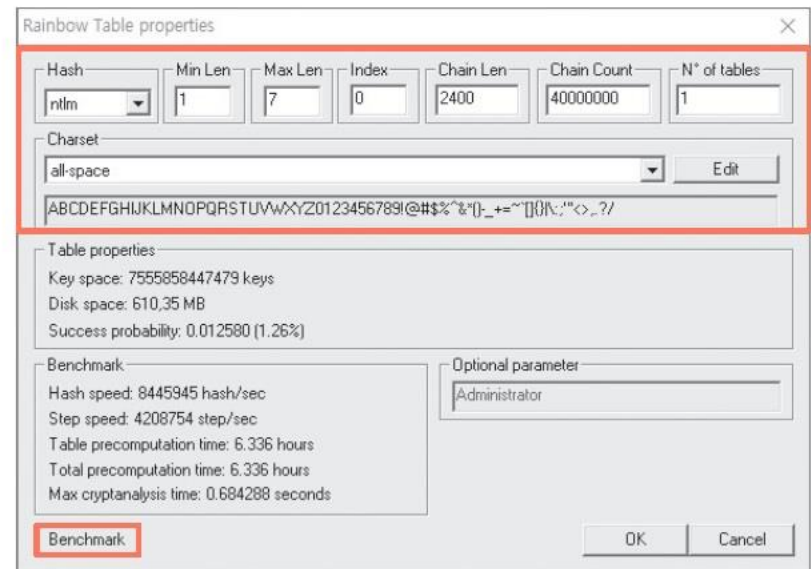 Rainbow Table properties
Hash Min Len Max Len Index Chain Len Chain Count N° of tables
ntlm 1 7 0 2400 40000000 1
Charset
all-space Edit
ABCDEFGHIJKLMNOPQRSTUVWXYZ0123456789!@#$%^&*()-_+=~`[]{}|\:;"'<>,.?/
Table properties
Key space: 7555858447479 keys
Disk space: 610,35 MB
Success probability: 0.012580 (1.26%)
Benchmark Optional parameter
Hash speed: 8445945 hash/sec Administrator
Step speed: 4208754 step/sec
Table precomputation time: 6.336 hours
Total precomputation time: 6.336 hours
Max cryptanalysis time: 0.684288 seconds
Benchmark OK Cancel